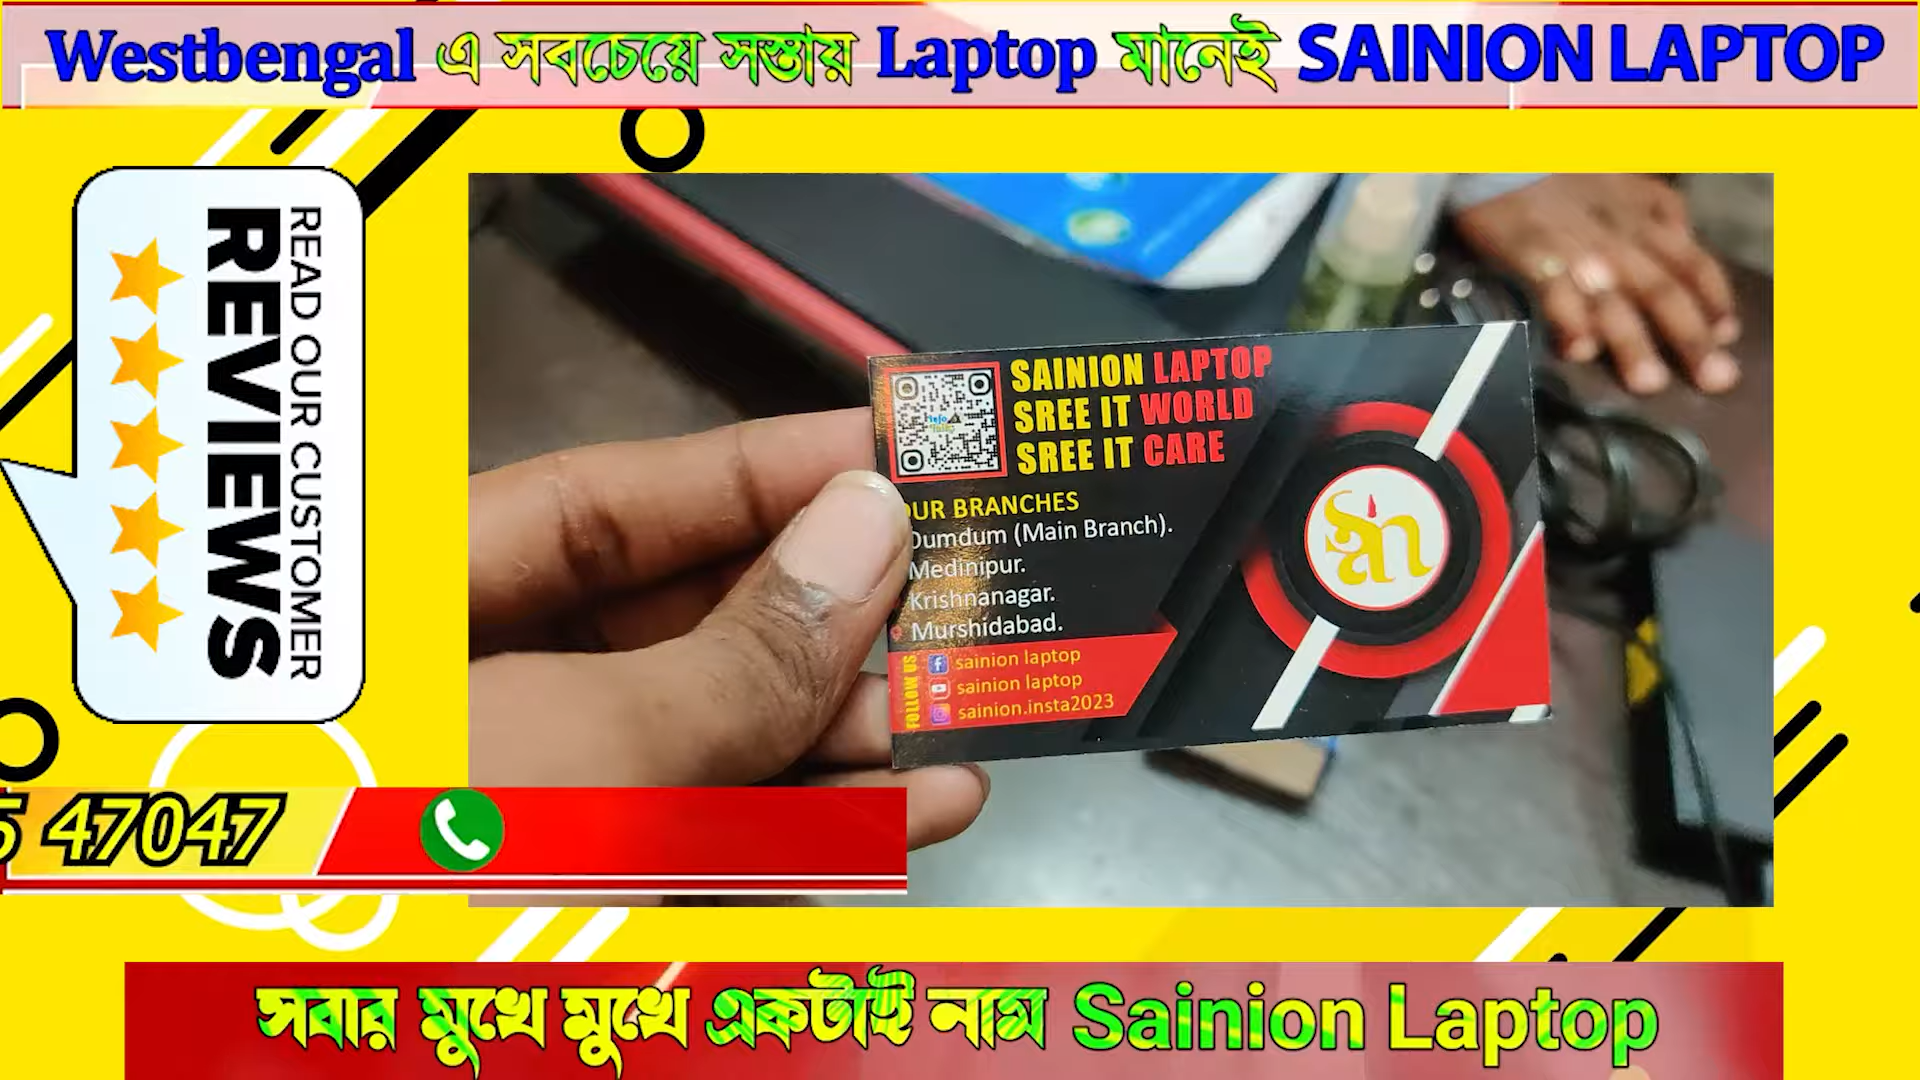 Westbengal এ সবচেয়ে সস্তায় Laptop মানেই SAINION LAPTOP
READ OUR CUSTOMER
REVIEWS
SAINION LAPTOP
SREE IT WORLD
SREE IT CARE
OUR BRANCHES
Dumdum (Main Branch).
Medinipur.
Krishnanagar.
Murshidabad.
FOLLOW US
sainion laptop
sainion laptop
sainion.insta2023
47047
সবার মুখে মুখে একটাই নাম Sainion Laptop